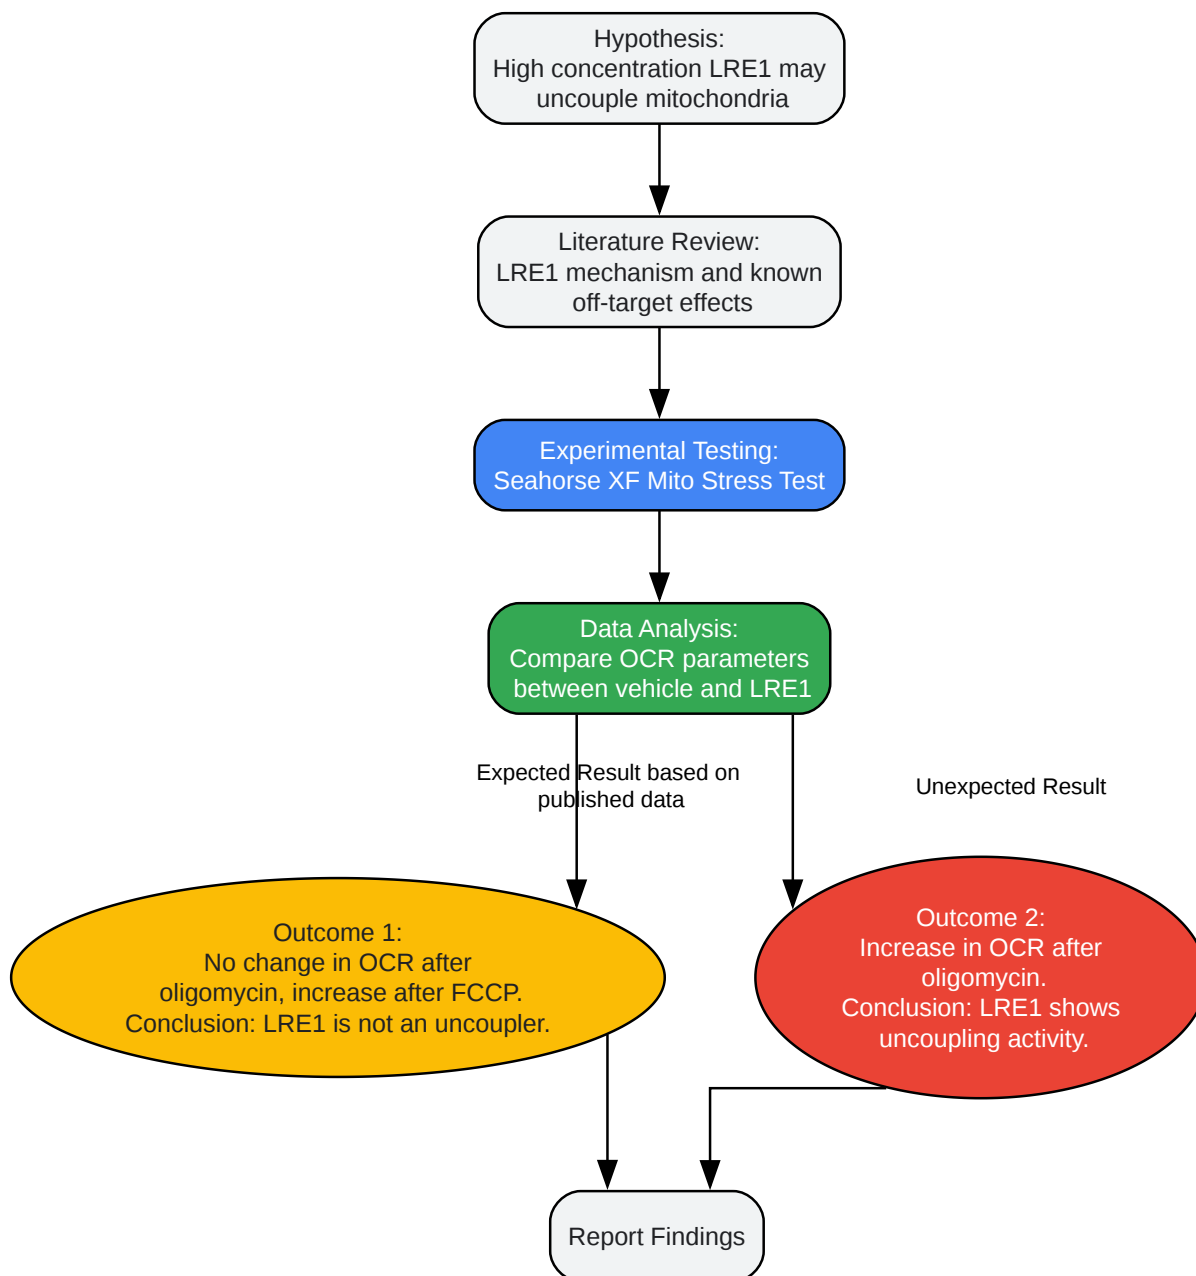 Hypothesis:
High concentration LRE1 may
uncouple mitochondria
Literature Review:
LRE1 mechanism and known
off-target effects
Experimental Testing:
Seahorse XF Mito Stress Test
Data Analysis:
Compare OCR parameters
between vehicle and LRE1
Expected Result based on
published data
Unexpected Result
Outcome 1:
No change in OCR after
oligomycin, increase after FCCP.
Conclusion: LRE1 is not an uncoupler.
Outcome 2:
Increase in OCR after
oligomycin.
Conclusion: LRE1 shows
uncoupling activity.
Report Findings